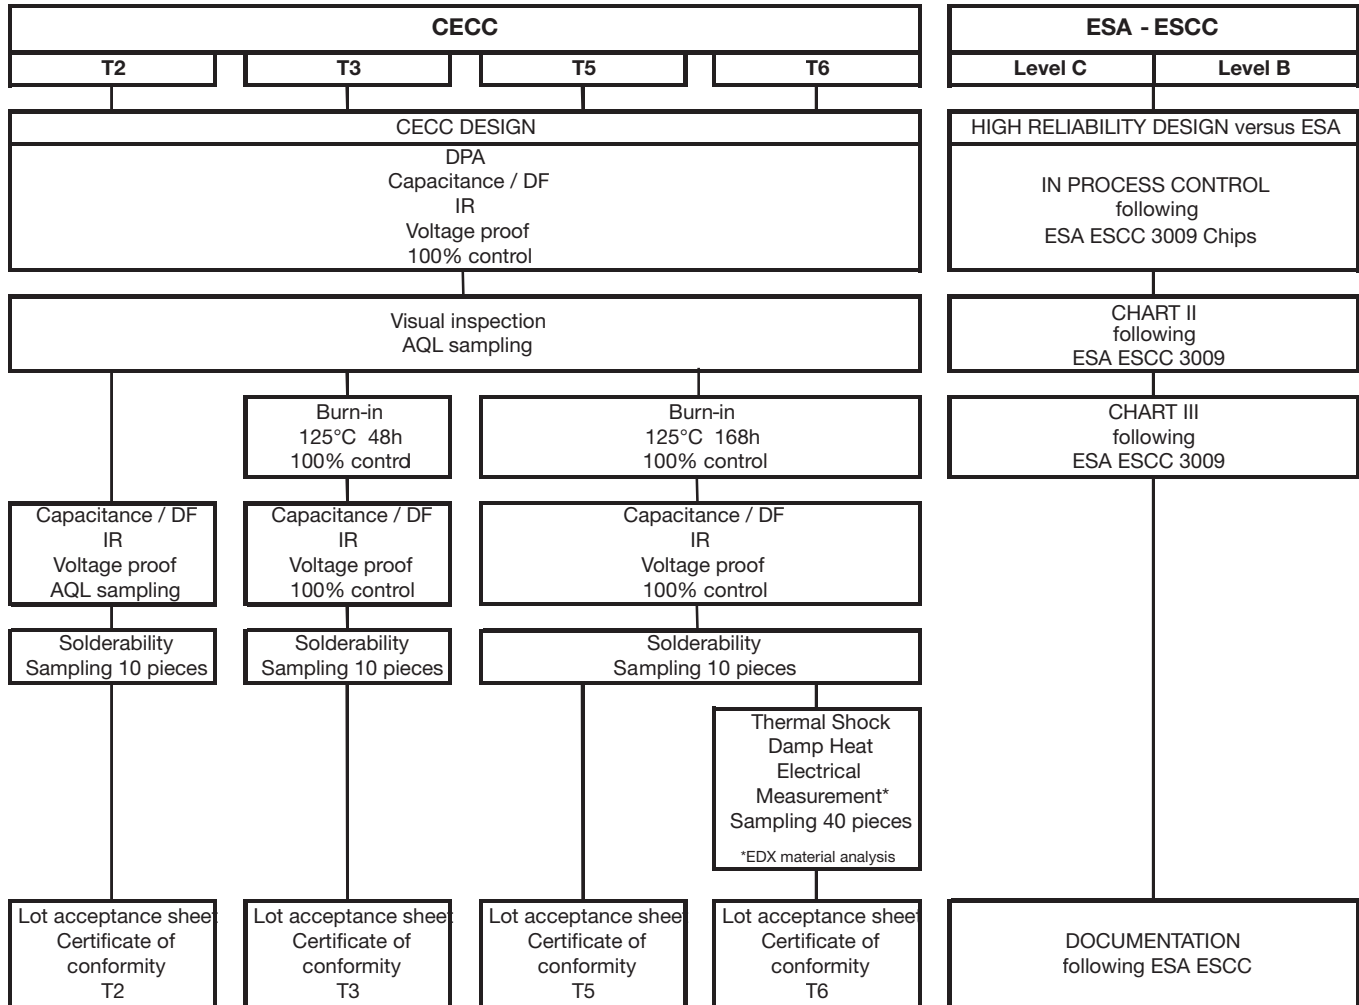 CECC
T2 T3 T5 T6
CECC DESIGN
DPA
Capacitance / DF
IR
Voltage proof
100% control
Visual inspection
AQL sampling
Burn-in
125°C 48h
100% contrd
Burn-in
125°C 168h
100% control
Capacitance / DF
IR
Voltage proof
AQL sampling
Capacitance / DF
IR
Voltage proof
100% control
Capacitance / DF
IR
Voltage proof
100% control
Solderability
Sampling 10 pieces
Solderability
Sampling 10 pieces
Solderability
Sampling 10 pieces
Thermal Shock
Damp Heat
Electrical
Measurement*
Sampling 40 pieces
*EDX material analysis
Lot acceptance sheet
Certificate of
conformity
T2
Lot acceptance sheet
Certificate of
conformity
T3
Lot acceptance sheet
Certificate of
conformity
T5
Lot acceptance sheet
Certificate of
conformity
T6
ESA - ESCC
Level C Level B
HIGH RELIABILITY DESIGN versus ESA
IN PROCESS CONTROL
following
ESA ESCC 3009 Chips
CHART II
following
ESA ESCC 3009
CHART III
following
ESA ESCC 3009
DOCUMENTATION
following ESA ESCC